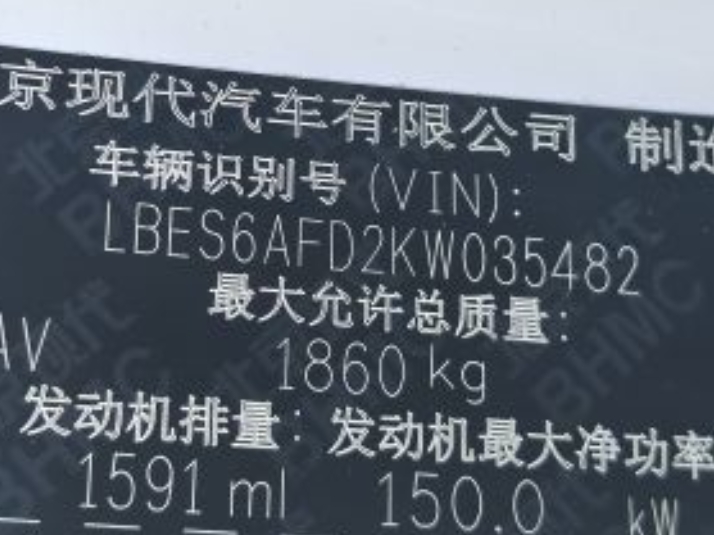 京现代汽车有限公司 制造
车辆识别号 (VIN):
LBES6AFD2KW035482
最大允许总质量:
AV 1860 kg
发动机排量: 发动机最大净功率
1591 ml 150.0 kW